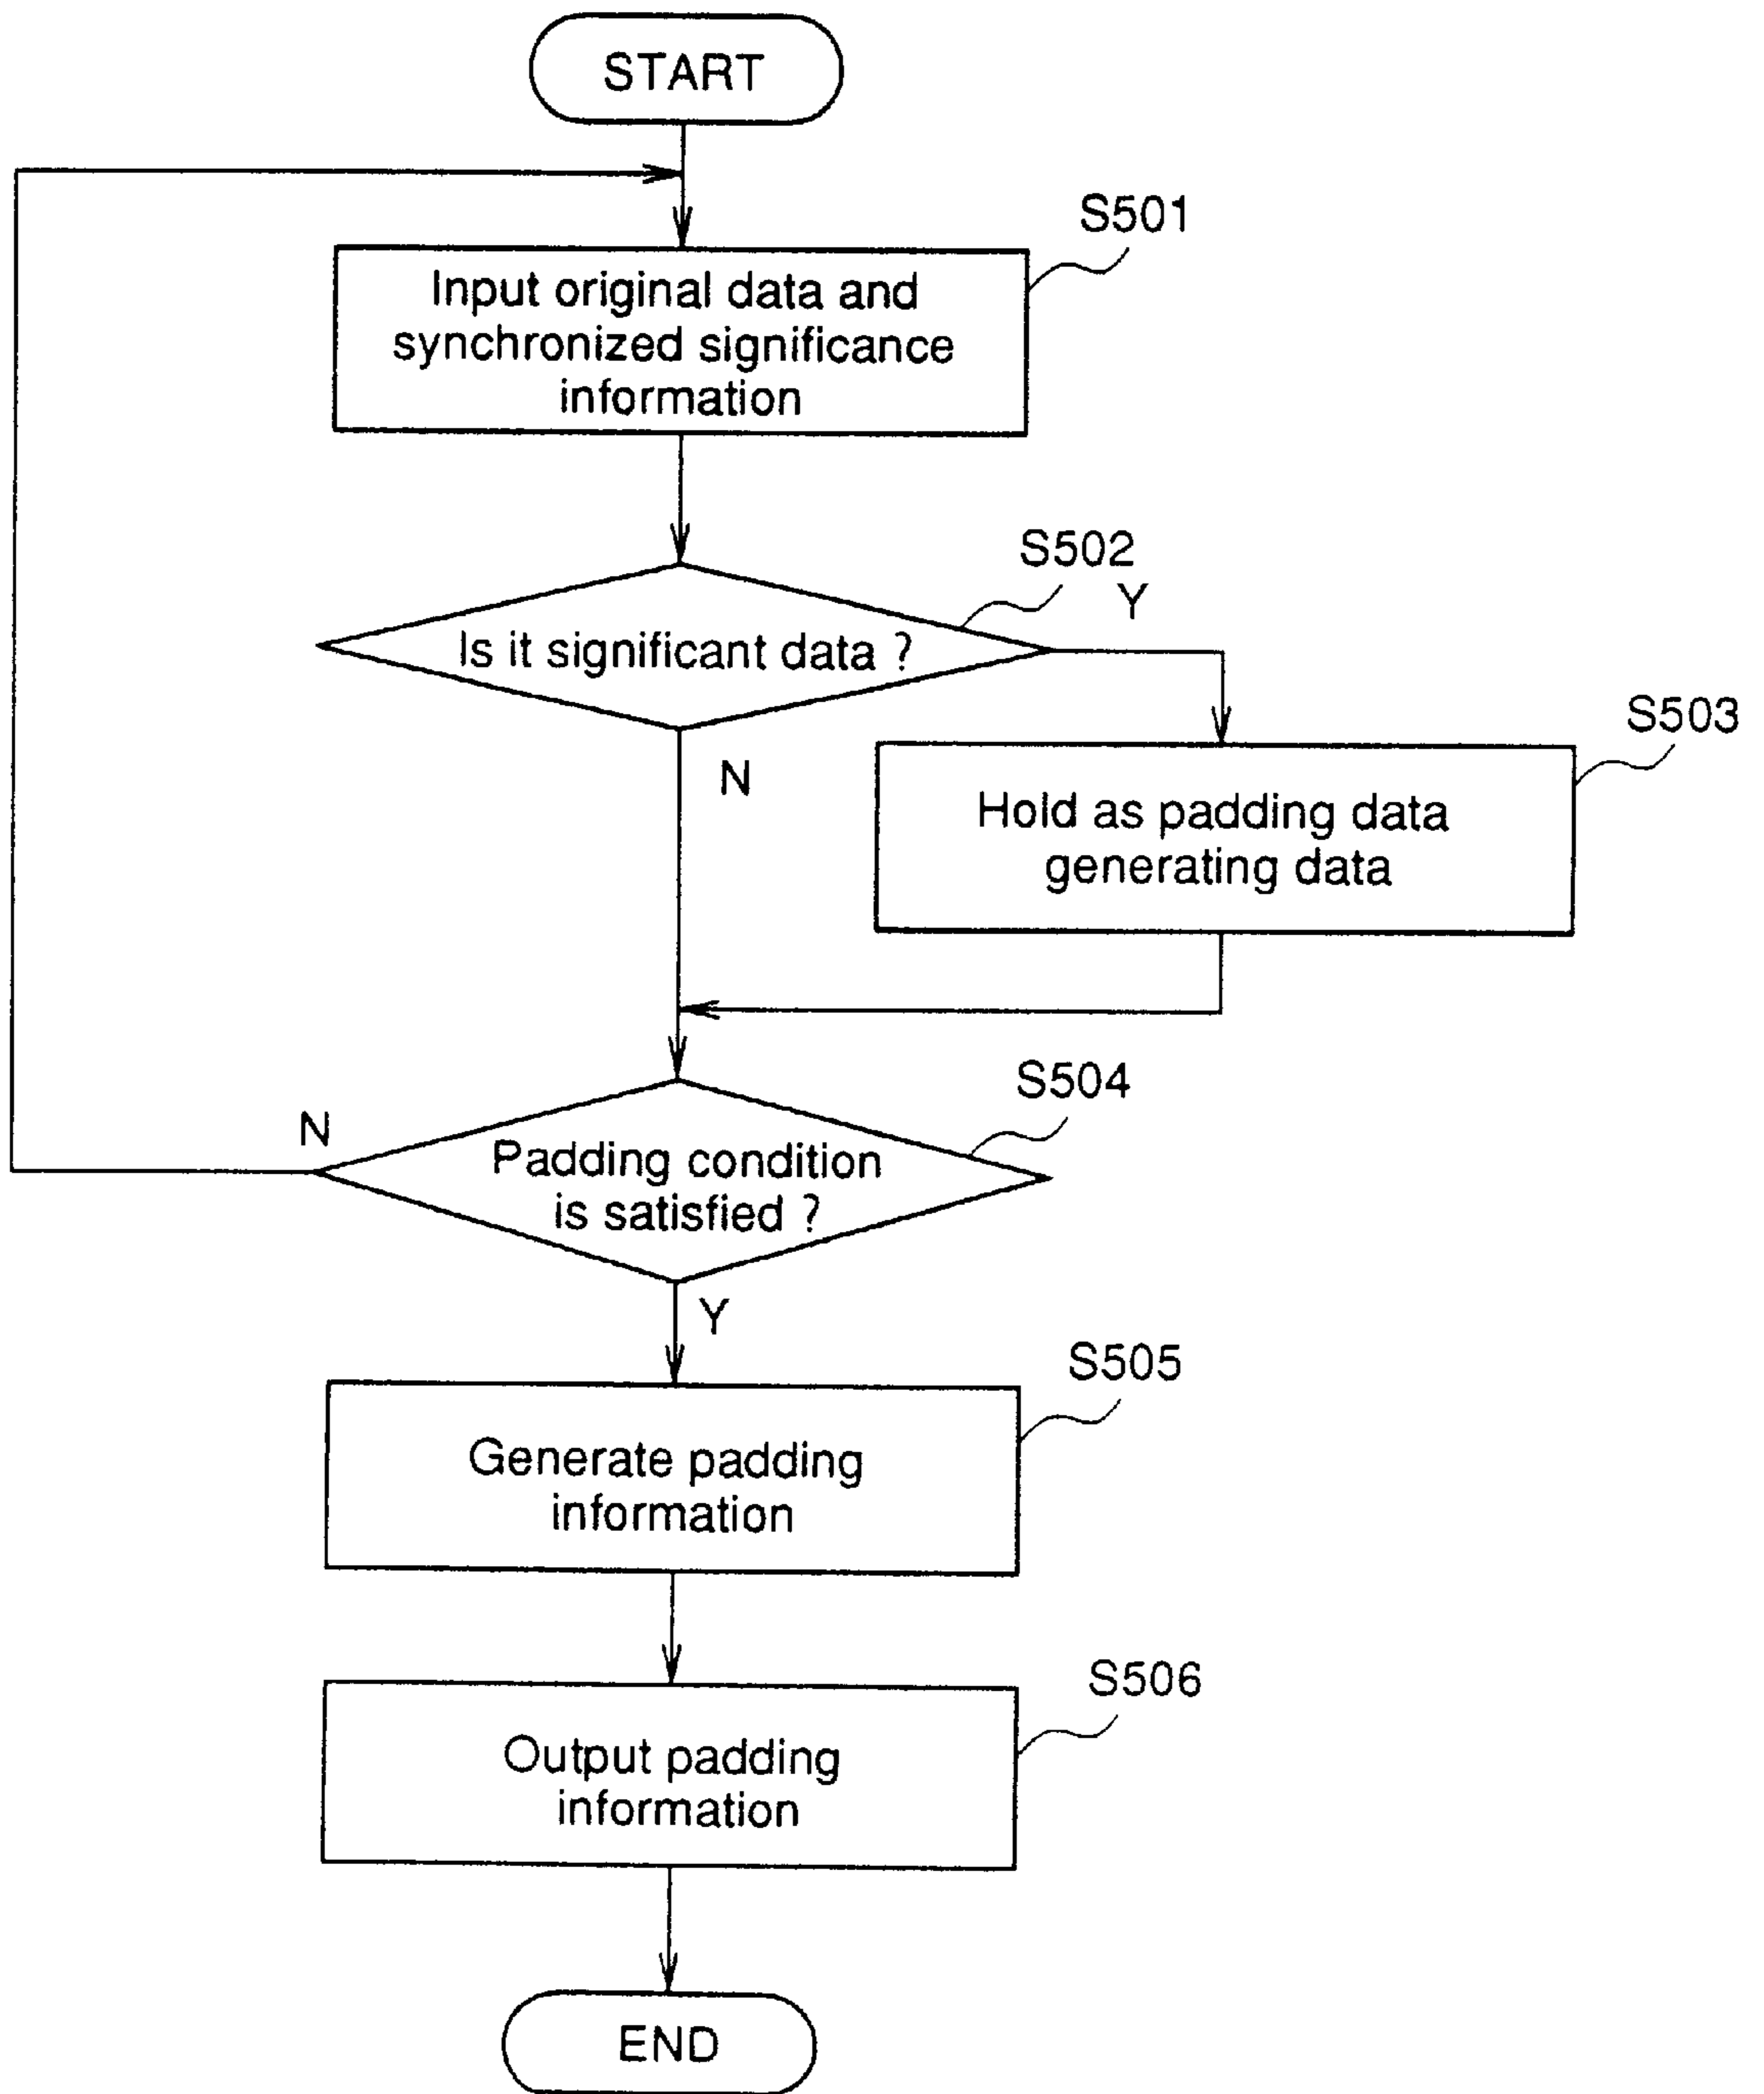 START
S501
Input original data and
synchronized significance
information
S502
Y
Is it significant data ?
N
S503
Hold as padding data
generating data
S504
N
Padding condition
is satisfied ?
Y
S505
Generate padding
information
S506
Output padding
information
END